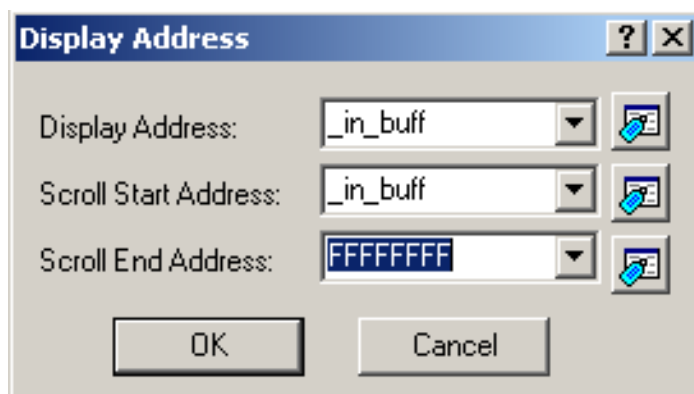 Display Address
Display Address: _in_buff
Scroll Start Address: _in_buff
Scroll End Address: FFFFFFFF
OK Cancel